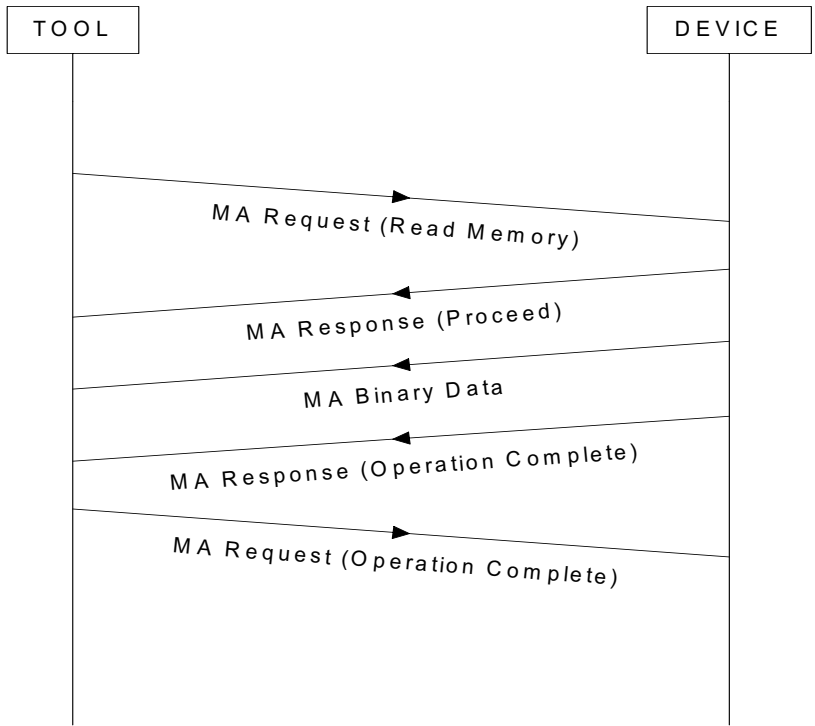 TOOL
DEVICE
MA Request (Read Memory)
MA Response (Proceed)
MA Binary Data
MA Response (Operation Complete)
MA Request (Operation Complete)